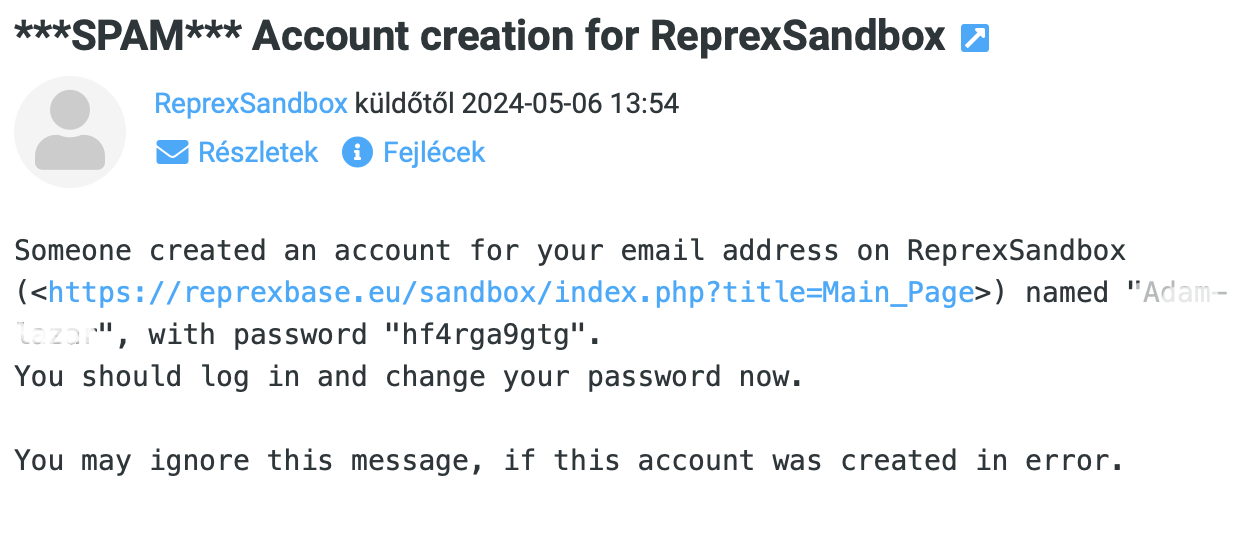 ***SPAM*** Account creation for ReprexSandbox
ReprexSandbox küldőtől 2024-05-06 13:54
Részletek Fejlécek
Someone created an account for your email address on ReprexSandbox
(<https://reprexbase.eu/sandbox/index.php?title=Main_Page>) named "
", with password "hf4rga9gtg".
You should log in and change your password now.
You may ignore this message, if this account was created in error.